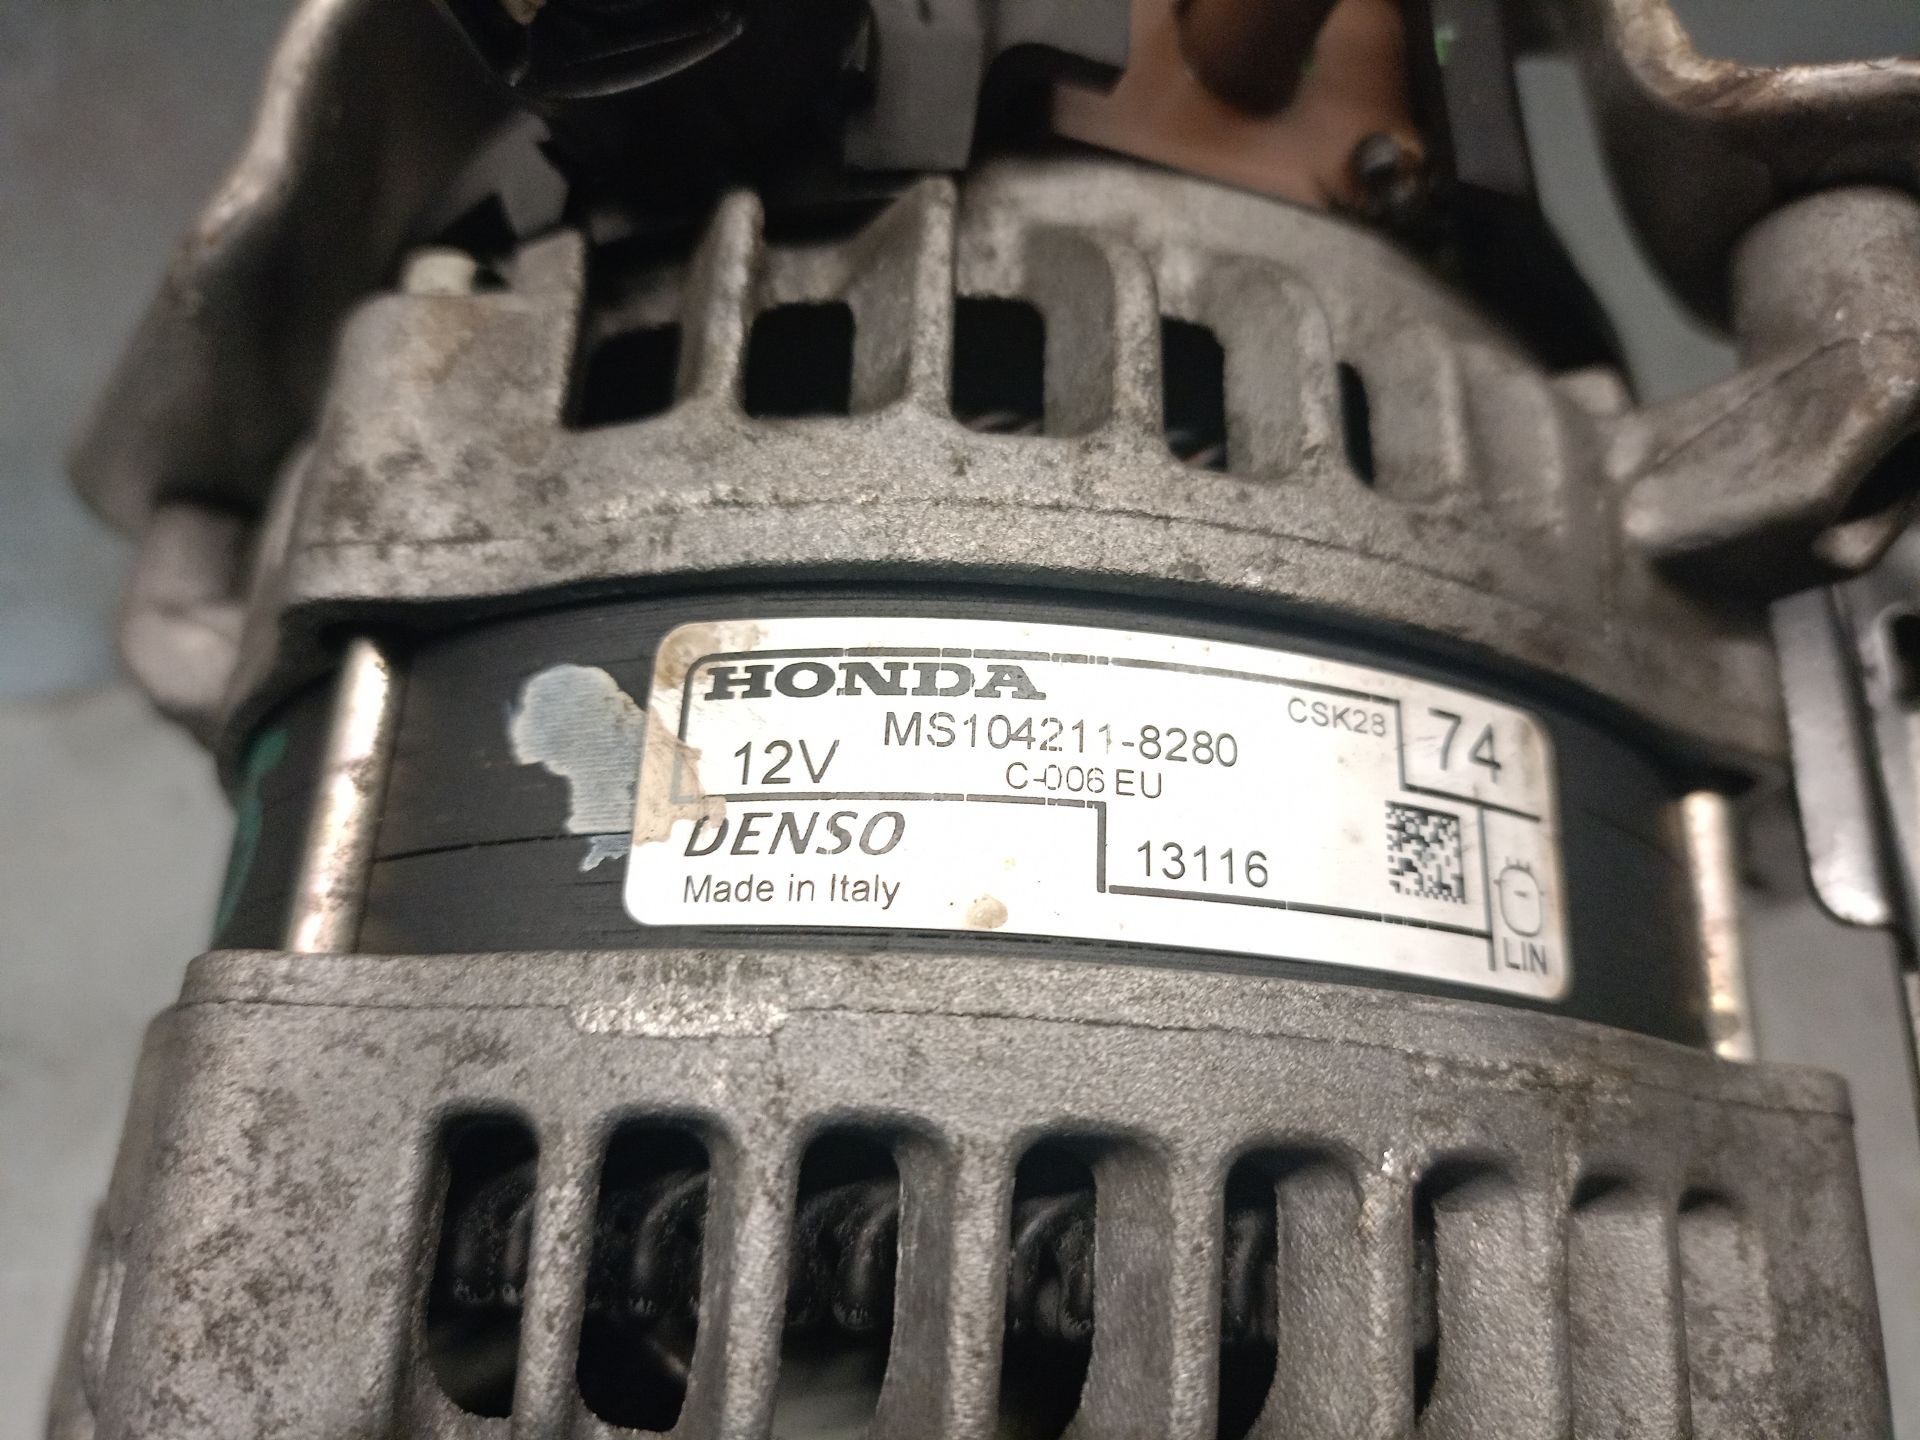 HONDA
CSK28
74
MS104211-8280
12V
C-006 EU
DENSO
13116
Made in Italy
LIN